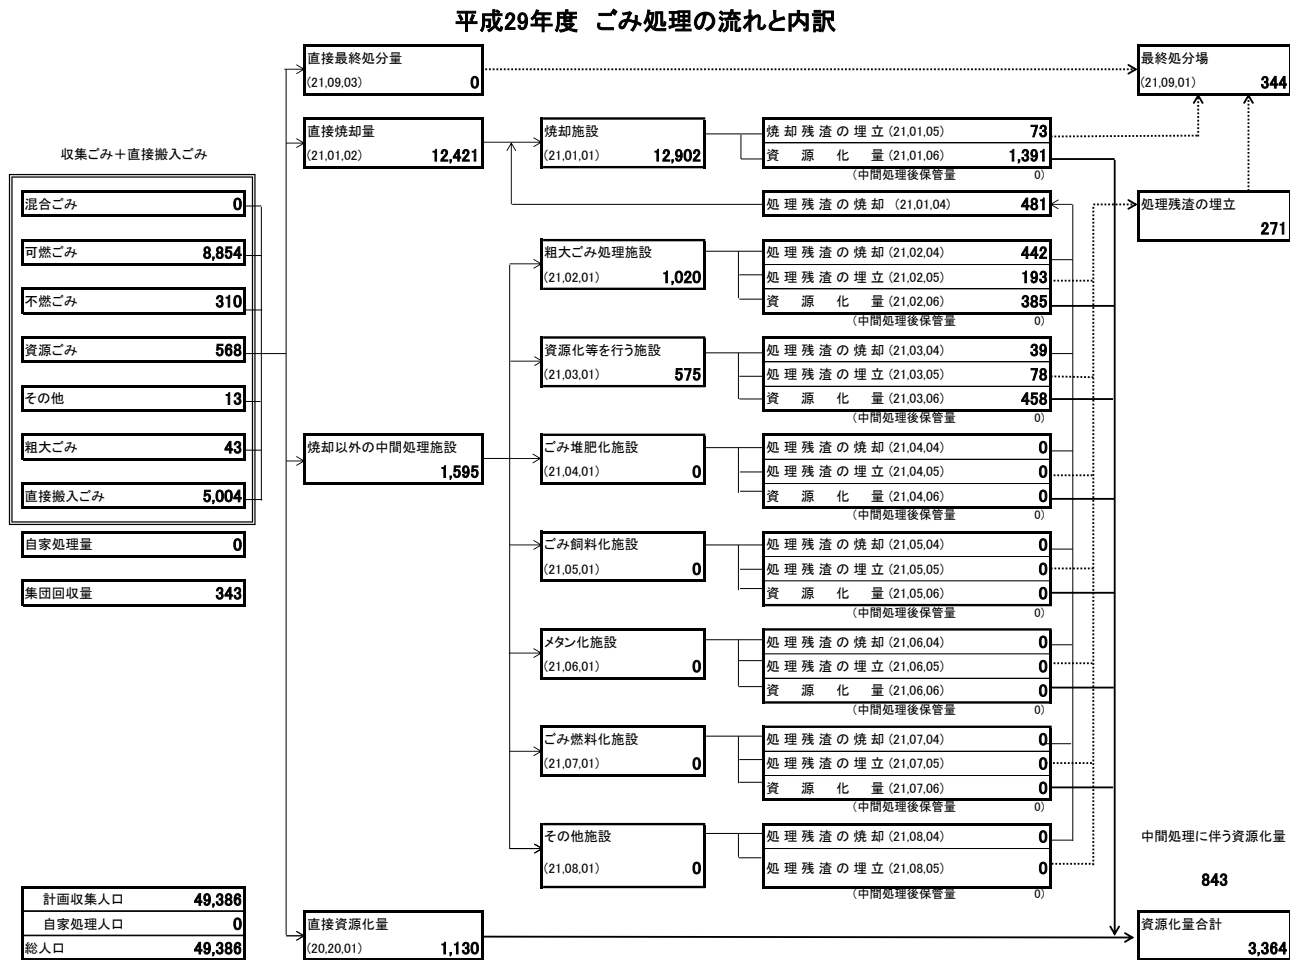 平成29年度 ごみ処理の流れと内訳
直接最終処分量
(21,09,03) 0
最終処分場
(21,09,01) 344
直接焼却量
(21,01,02) 12,421
焼却施設
(21,01,01) 12,902
焼却残渣の埋立(21,01,05) 73
資源化量(21,01,06) 1,391
(中間処理後保管量 0)
処理残渣の焼却 (21,01,04) 481
処理残渣の埋立
271
収集ごみ+直接搬入ごみ
混合ごみ 0
可燃ごみ 8,854
不燃ごみ 310
資源ごみ 568
その他 13
粗大ごみ 43
直接搬入ごみ 5,004
自家処理量 0
集団回収量 343
粗大ごみ処理施設
(21,02,01) 1,020
処理残渣の焼却(21,02,04) 442
処理残渣の埋立(21,02,05) 193
資源化量(21,02,06) 385
(中間処理後保管量 0)
資源化等を行う施設
(21,03,01) 575
処理残渣の焼却(21,03,04) 39
処理残渣の埋立(21,03,05) 78
資源化量(21,03,06) 458
(中間処理後保管量 0)
焼却以外の中間処理施設
1,595
ごみ堆肥化施設
(21,04,01) 0
処理残渣の焼却(21,04,04) 0
処理残渣の埋立(21,04,05) 0
資源化量(21,04,06) 0
(中間処理後保管量 0)
ごみ飼料化施設
(21,05,01) 0
処理残渣の焼却(21,05,04) 0
処理残渣の埋立(21,05,05) 0
資源化量(21,05,06) 0
(中間処理後保管量 0)
メタン化施設
(21,06,01) 0
処理残渣の焼却(21,06,04) 0
処理残渣の埋立(21,06,05) 0
資源化量(21,06,06) 0
(中間処理後保管量 0)
ごみ燃料化施設
(21,07,01) 0
処理残渣の焼却(21,07,04) 0
処理残渣の埋立(21,07,05) 0
資源化量(21,07,06) 0
(中間処理後保管量 0)
その他施設
(21,08,01) 0
処理残渣の焼却(21,08,04) 0
処理残渣の埋立(21,08,05) 0
(中間処理後保管量 0)
中間処理に伴う資源化量
843
計画収集人口 49,386
自家処理人口 0
総人口 49,386
直接資源化量
(20,20,01) 1,130
資源化量合計
3,364